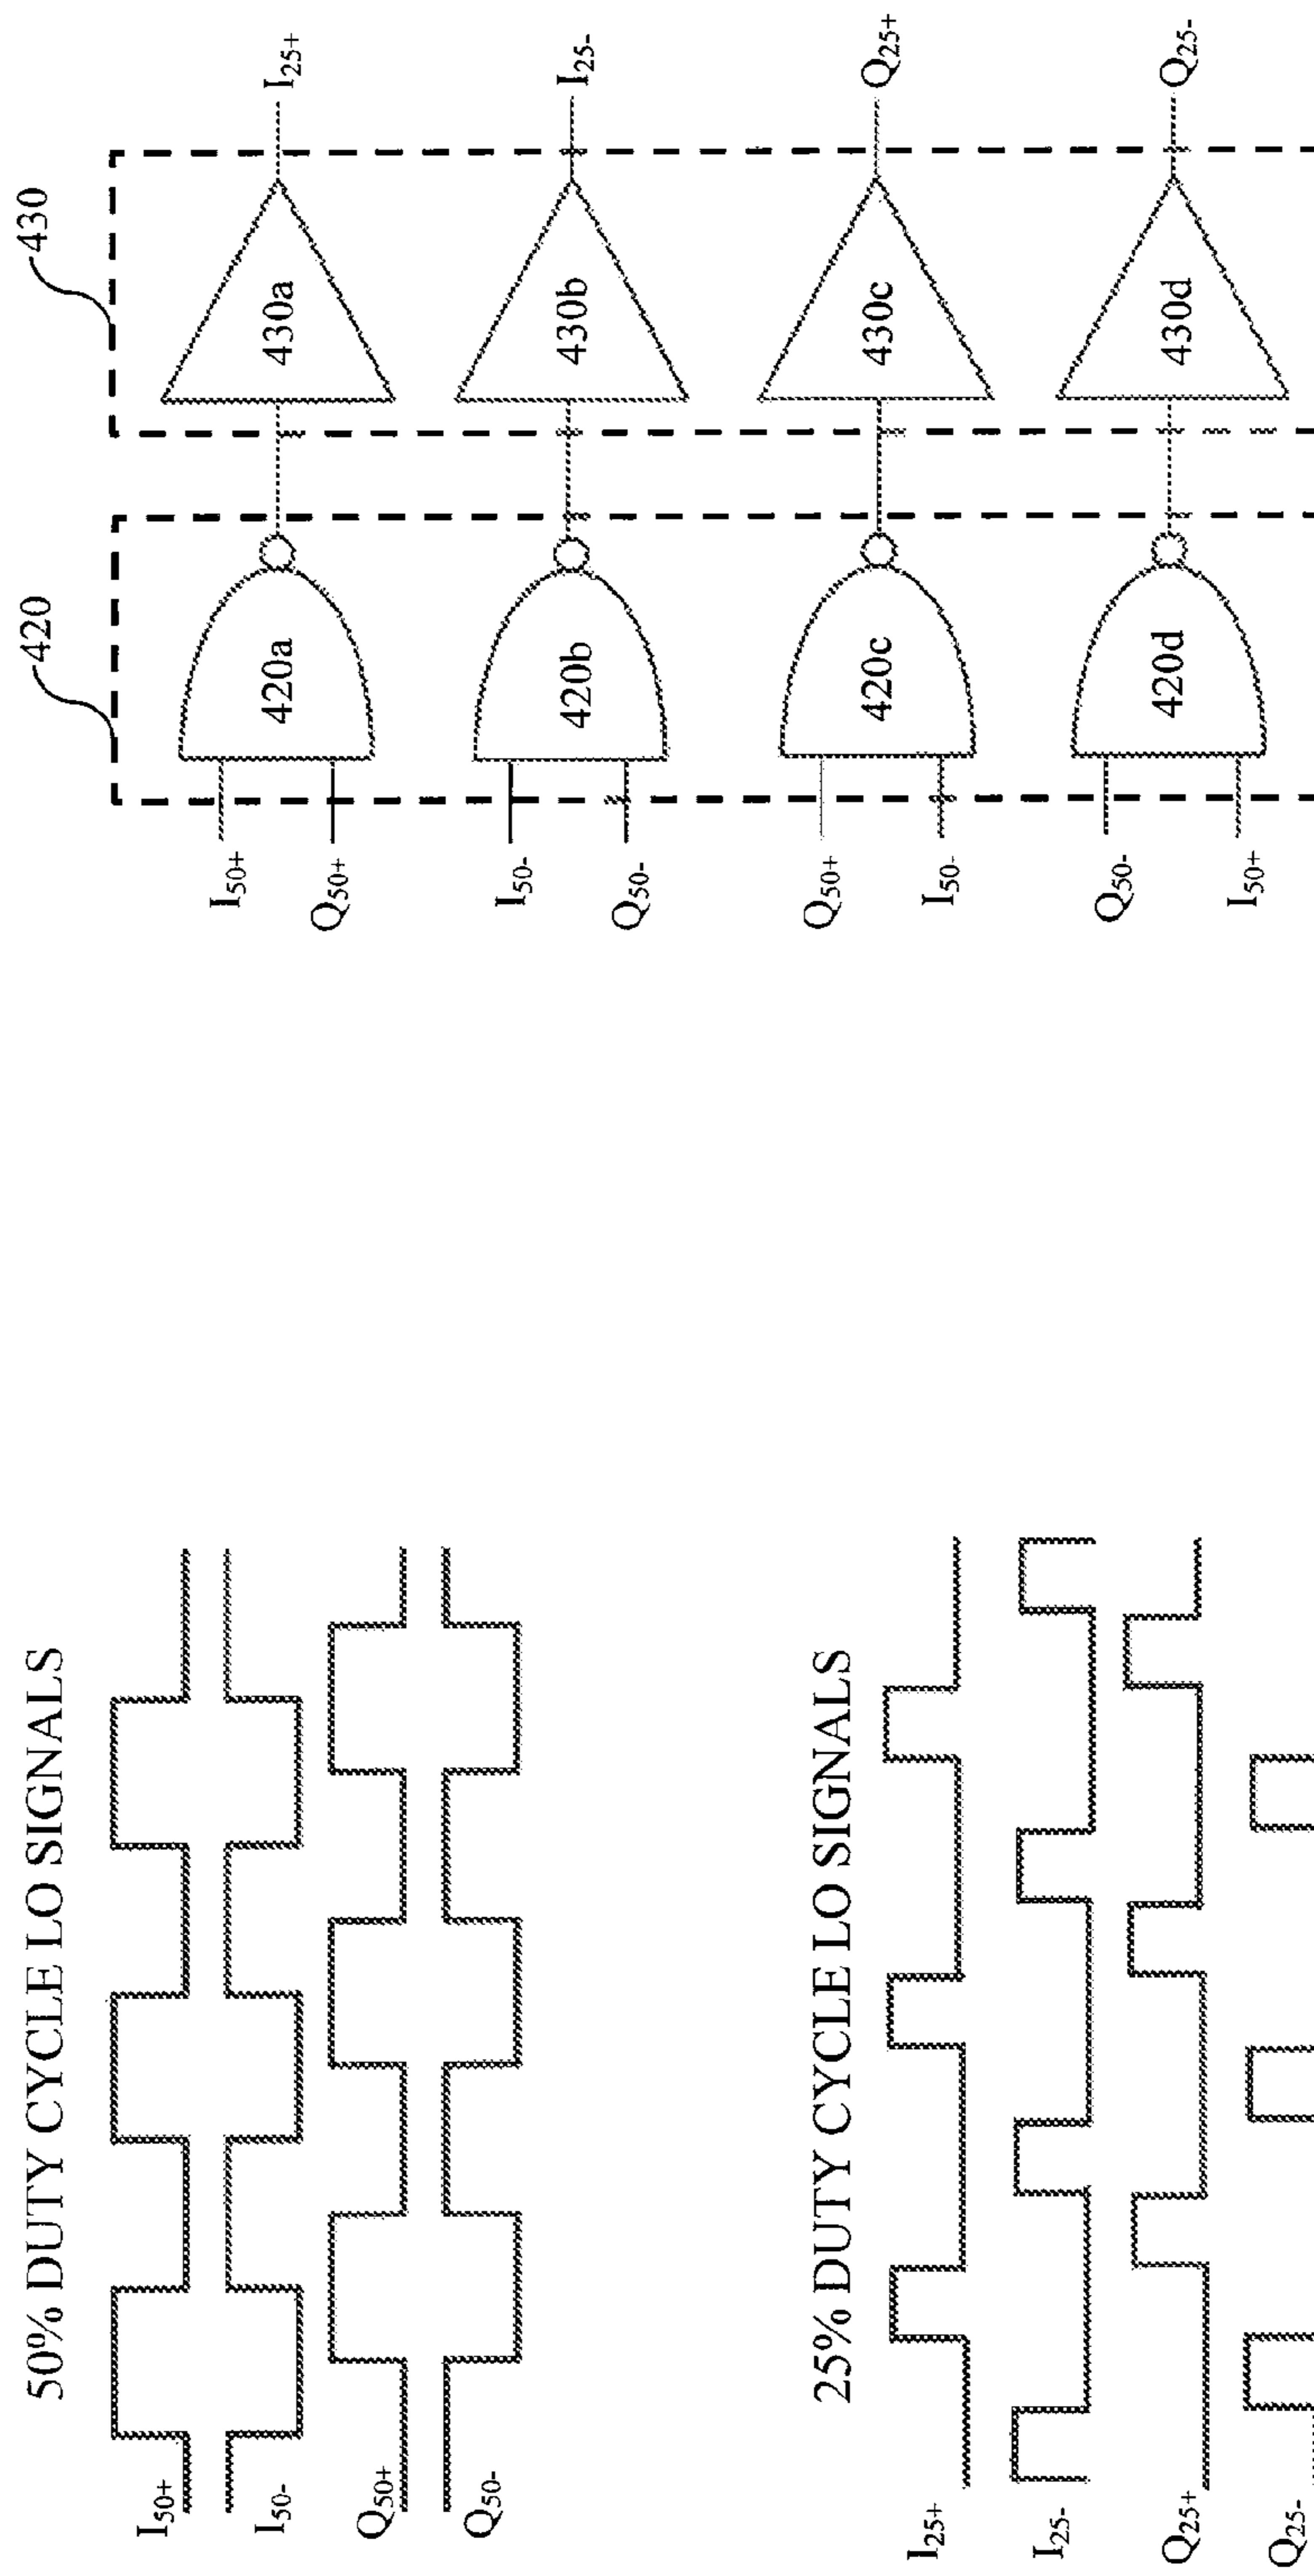 50% DUTY CYCLE LO SIGNALS
I50+
I50-
Q50+
Q50-
25% DUTY CYCLE LO SIGNALS
I25+
I25-
Q25+
Q25-
420
430
I50+
Q50+
420a
430a
I25+
I50-
Q50-
420b
430b
I25-
Q50+
I50-
420c
430c
Q25+
Q50-
I50+
420d
430d
Q25-